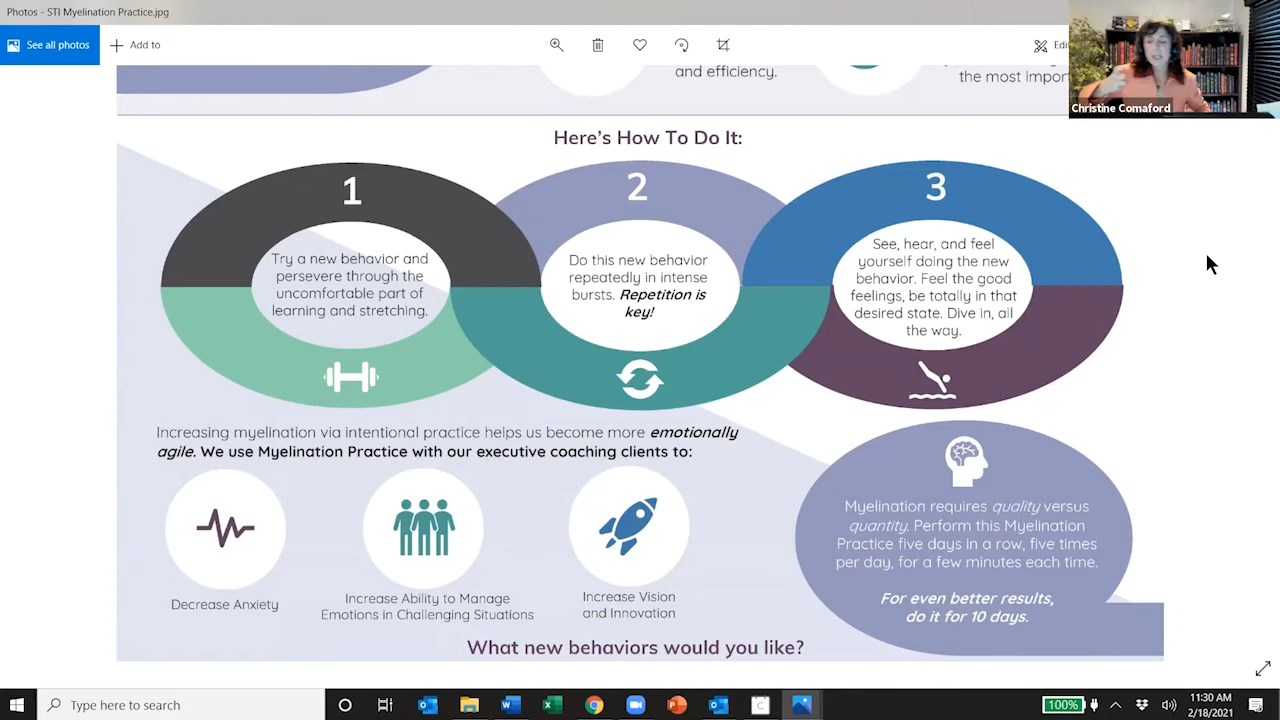 Photos - STI Myelination Practice.jpg
See all photos
Add to
and efficiency.
the most impor
Christine Comaford
Here's How To Do It:
1
Try a new behavior and
persevere through the
uncomfortable part of
learning and stretching.
2
Do this new behavior
repeatedly in intense
bursts. Repetition is
key!
3
See, hear, and feel
yourself doing the new
behavior. Feel the good
feelings, be totally in that
desired state. Dive in, all
the way.
Increasing myelination via intentional practice helps us become more emotionally
agile. We use Myelination Practice with our executive coaching clients to:
Decrease Anxiety
Increase Ability to Manage
Emotions in Challenging Situations
Increase Vision
and Innovation
Myelination requires quality versus
quantity. Perform this Myelination
Practice five days in a row, five times
per day, for a few minutes each time.
For even better results,
do it for 10 days.
What new behaviors would you like?
Type here to search
100%
11:30 AM
2/18/2021